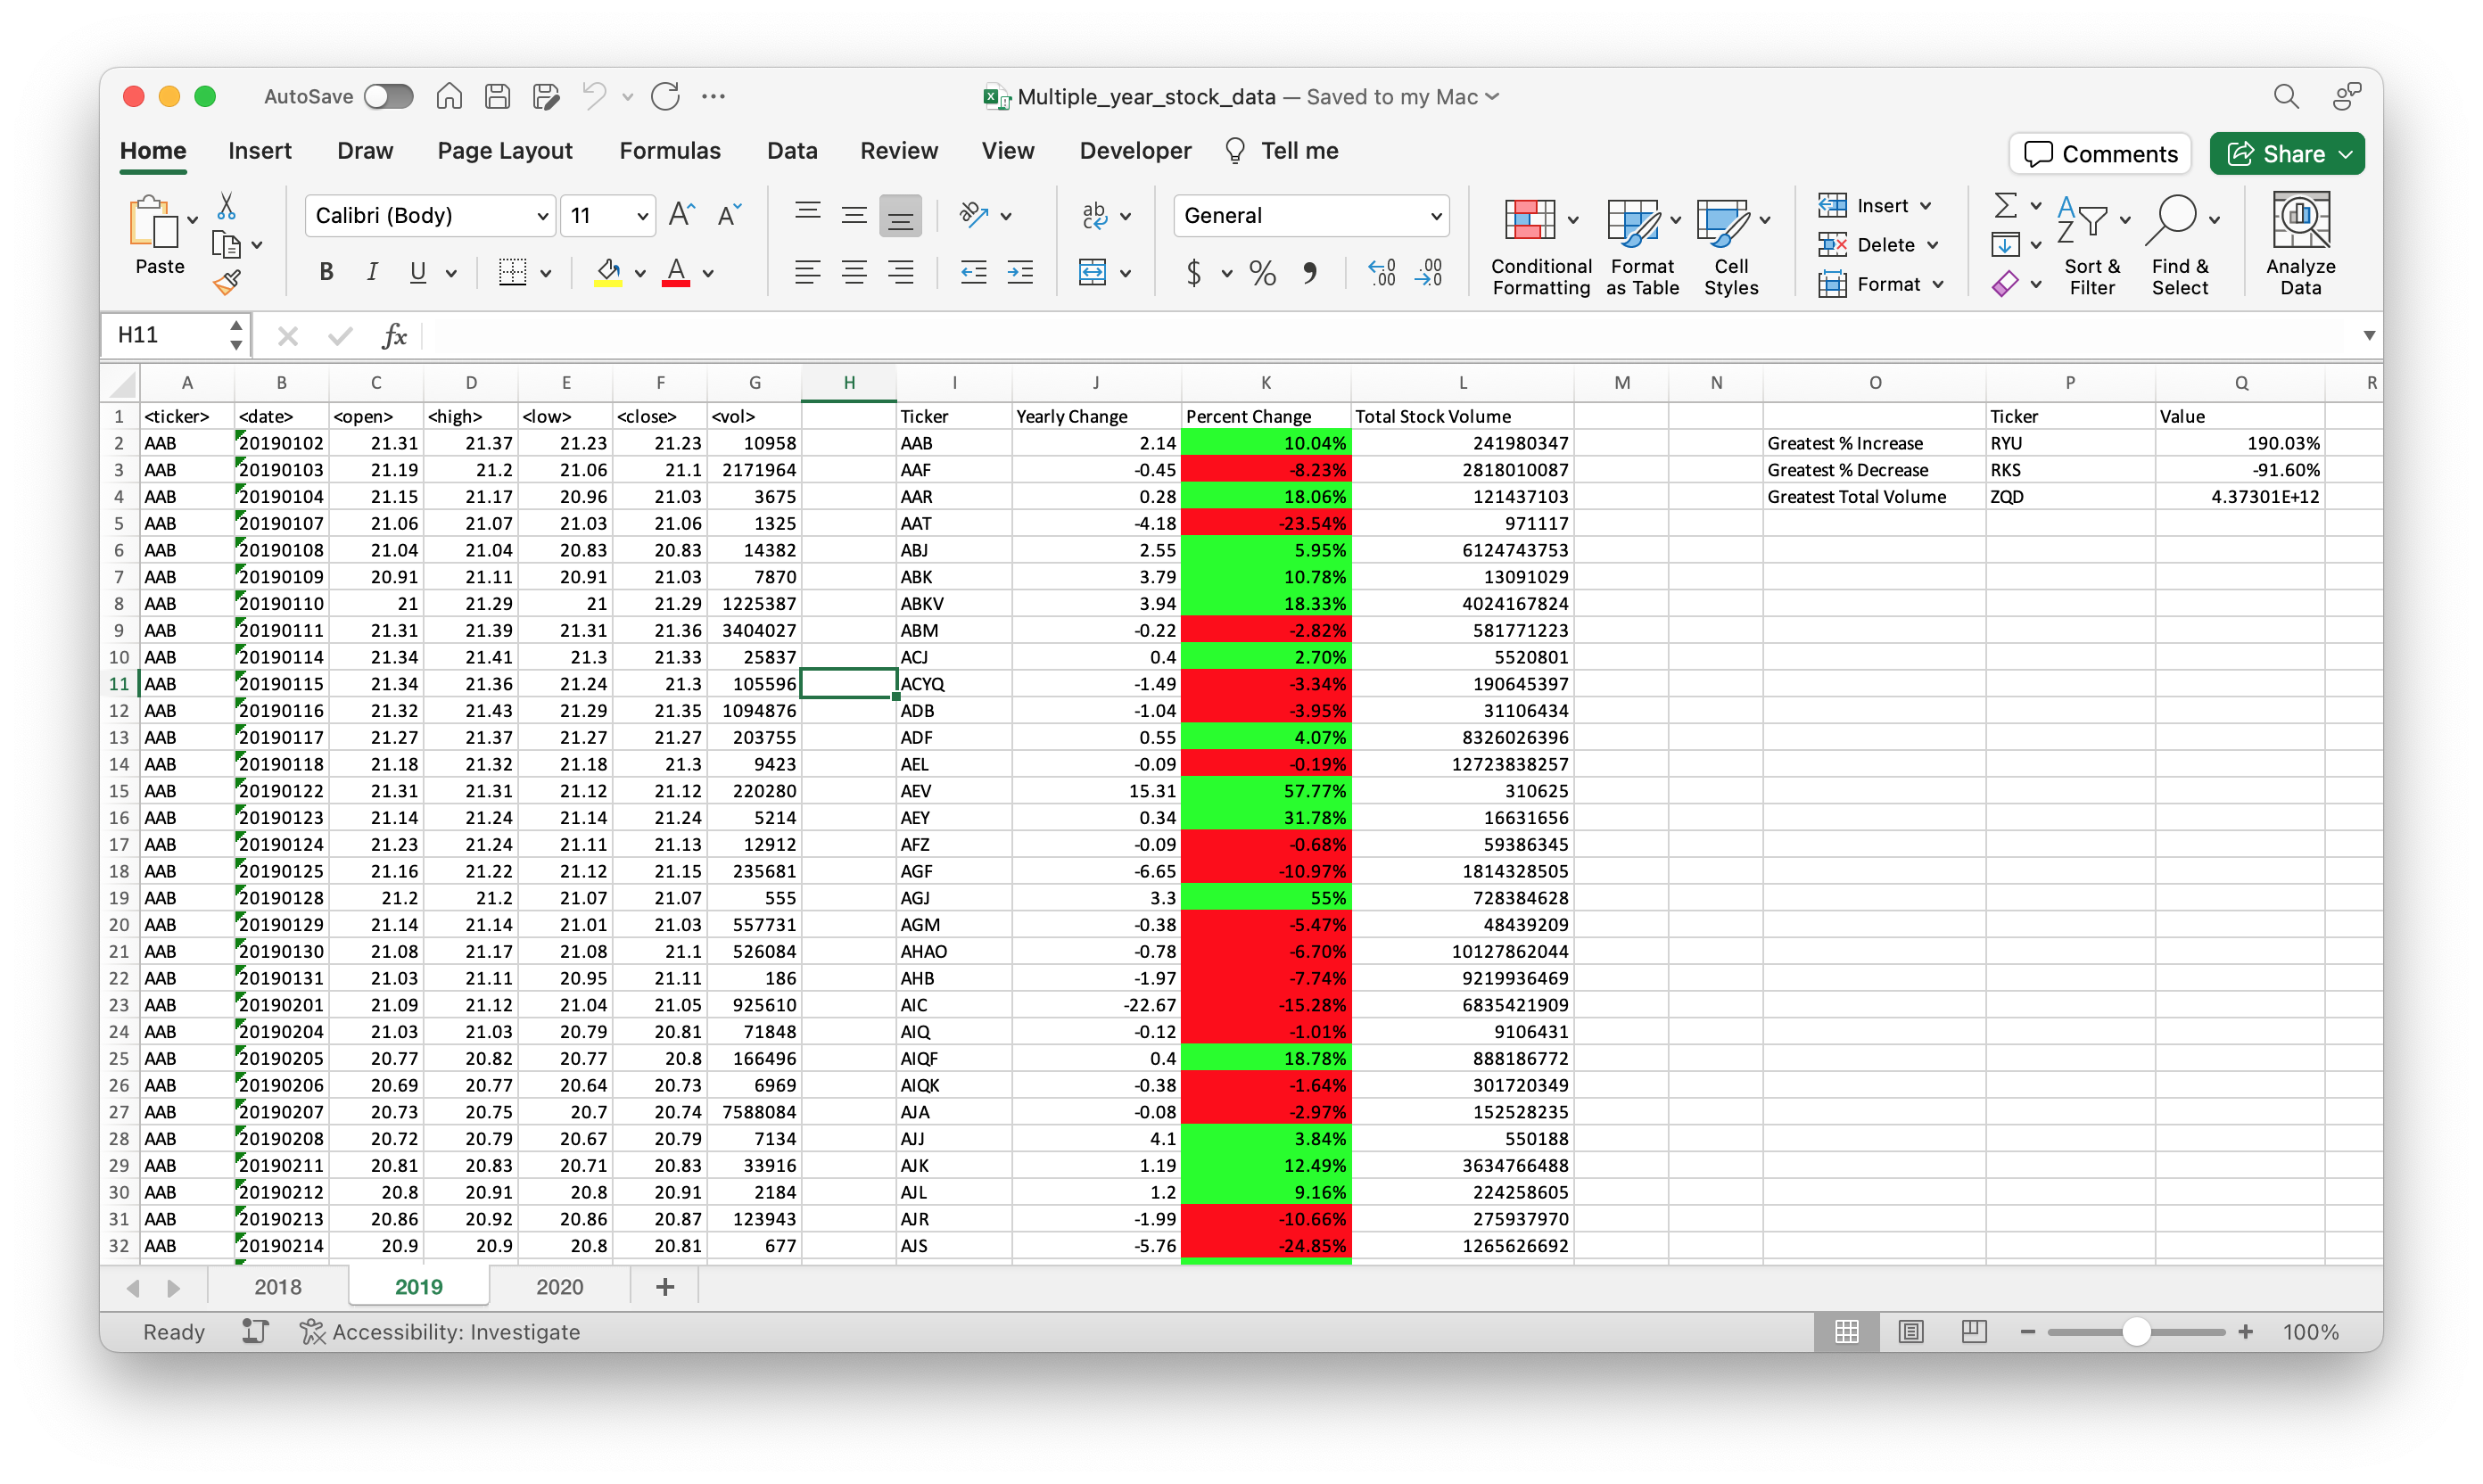 AutoSave Multiple_year_stock_data — Saved to my Mac
Home Insert Draw Page Layout Formulas Data Review View Developer Tell me Comments Share
Paste Calibri (Body) 11 General Conditional Formatting Format as Table Cell Styles Insert Delete Format Sort & Filter Find & Select Analyze Data
H11 fx
A B C D E F G H I J K L M N O P Q R
1 <ticker> <date> <open> <high> <low> <close> <vol> Ticker Yearly Change Percent Change Total Stock Volume Ticker Value
2 AAB 20190102 21.31 21.37 21.23 21.23 10958 AAB 2.14 10.04% 241980347 Greatest % Increase RYU 190.03%
3 AAB 20190103 21.19 21.2 21.06 21.1 2171964 AAF -0.45 -8.23% 2818010087 Greatest % Decrease RKS -91.60%
4 AAB 20190104 21.15 21.17 20.96 21.03 3675 AAR 0.28 18.06% 121437103 Greatest Total Volume ZQD 4.37301E+12
5 AAB 20190107 21.06 21.07 21.03 21.06 1325 AAT -4.18 -23.54% 971117
6 AAB 20190108 21.04 21.04 20.83 20.83 14382 ABJ 2.55 5.95% 6124743753
7 AAB 20190109 20.91 21.11 20.91 21.03 7870 ABK 3.79 10.78% 13091029
8 AAB 20190110 21 21.29 21 21.29 1225387 ABKV 3.94 18.33% 4024167824
9 AAB 20190111 21.31 21.39 21.31 21.36 3404027 ABM -0.22 -2.82% 581771223
10 AAB 20190114 21.34 21.41 21.3 21.33 25837 ACJ 0.4 2.70% 5520801
11 AAB 20190115 21.34 21.36 21.24 21.3 105596 ACYQ -1.49 -3.34% 190645397
12 AAB 20190116 21.32 21.43 21.29 21.35 1094876 ADB -1.04 -3.95% 31106434
13 AAB 20190117 21.27 21.37 21.27 21.27 203755 ADF 0.55 4.07% 8326026396
14 AAB 20190118 21.18 21.32 21.18 21.3 9423 AEL -0.09 -0.19% 12723838257
15 AAB 20190122 21.31 21.31 21.12 21.12 220280 AEV 15.31 57.77% 310625
16 AAB 20190123 21.14 21.24 21.14 21.24 5214 AEY 0.34 31.78% 16631656
17 AAB 20190124 21.23 21.24 21.11 21.13 12912 AFZ -0.09 -0.68% 59386345
18 AAB 20190125 21.16 21.22 21.12 21.15 235681 AGF -6.65 -10.97% 1814328505
19 AAB 20190128 21.2 21.2 21.07 21.07 555 AGJ 3.3 55% 728384628
20 AAB 20190129 21.14 21.14 21.01 21.03 557731 AGM -0.38 -5.47% 48439209
21 AAB 20190130 21.08 21.17 21.08 21.1 526084 AHAO -0.78 -6.70% 10127862044
22 AAB 20190131 21.03 21.11 20.95 21.11 186 AHB -1.97 -7.74% 9219936469
23 AAB 20190201 21.09 21.12 21.04 21.05 925610 AIC -22.67 -15.28% 6835421909
24 AAB 20190204 21.03 21.03 20.79 20.81 71848 AIQ -0.12 -1.01% 9106431
25 AAB 20190205 20.77 20.82 20.77 20.8 166496 AIQF 0.4 18.78% 888186772
26 AAB 20190206 20.69 20.77 20.64 20.73 6969 AIQK -0.38 -1.64% 301720349
27 AAB 20190207 20.73 20.75 20.7 20.74 7588084 AJA -0.08 -2.97% 152528235
28 AAB 20190208 20.72 20.79 20.67 20.79 7134 AJJ 4.1 3.84% 550188
29 AAB 20190211 20.81 20.83 20.71 20.83 33916 AJK 1.19 12.49% 3634766488
30 AAB 20190212 20.8 20.91 20.8 20.91 2184 AJL 1.2 9.16% 224258605
31 AAB 20190213 20.86 20.92 20.86 20.87 123943 AJR -1.99 -10.66% 275937970
32 AAB 20190214 20.9 20.9 20.8 20.81 677 AJS -5.76 -24.85% 1265626692
2018 2019 2020 +
Ready Accessibility: Investigate 100%